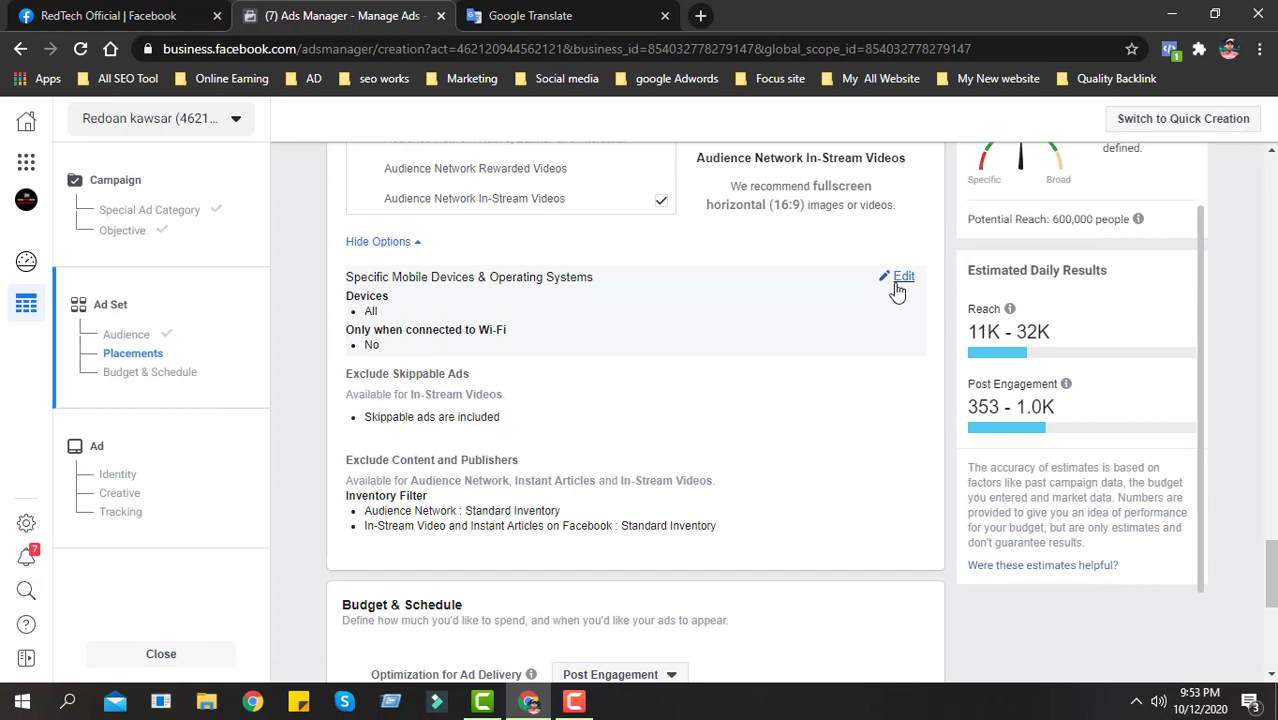 RedTech Official | Facebook
(7) Ads Manager - Manage Ads -
Google Translate
business.facebook.com/adsmanager/creation?act=462120944562121&business_id=854032778279147&global_scope_id=854032778279147
1
Apps
All SEO Tool
Online Earning
AD
seo works
Marketing
Social media
google Adwords
Focus site
My All Website
My New website
Quality Backlink
Redoan kawsar (4621...
Switch to Quick Creation
Campaign
Special Ad Category
Objective
Ad Set
Audience
Placements
Budget & Schedule
Ad
Identity
Creative
Tracking
Close
7
Audience Network Rewarded Videos
Audience Network In-Stream Videos
Audience Network In-Stream Videos
We recommend fullscreen
horizontal (16:9) images or videos.
Hide Options
Specific Mobile Devices & Operating Systems
Edit
Devices
• All
Only when connected to Wi-Fi
• No
Exclude Skippable Ads
Available for In-Stream Videos.
• Skippable ads are included
Exclude Content and Publishers
Available for Audience Network, Instant Articles and In-Stream Videos.
Inventory Filter
• Audience Network : Standard Inventory
• In-Stream Video and Instant Articles on Facebook : Standard Inventory
Budget & Schedule
Define how much you'd like to spend, and when you'd like your ads to appear.
Optimization for Ad Delivery
Post Engagement
defined.
Specific
Broad
Potential Reach: 600,000 people
Estimated Daily Results
Reach
11K - 32K
Post Engagement
353 - 1.0K
The accuracy of estimates is based on
factors like past campaign data, the budget
you entered and market data. Numbers are
provided to give you an idea of performance
for your budget, but are only estimates and
don't guarantee results.
Were these estimates helpful?
9:53 PM
10/12/2020
3